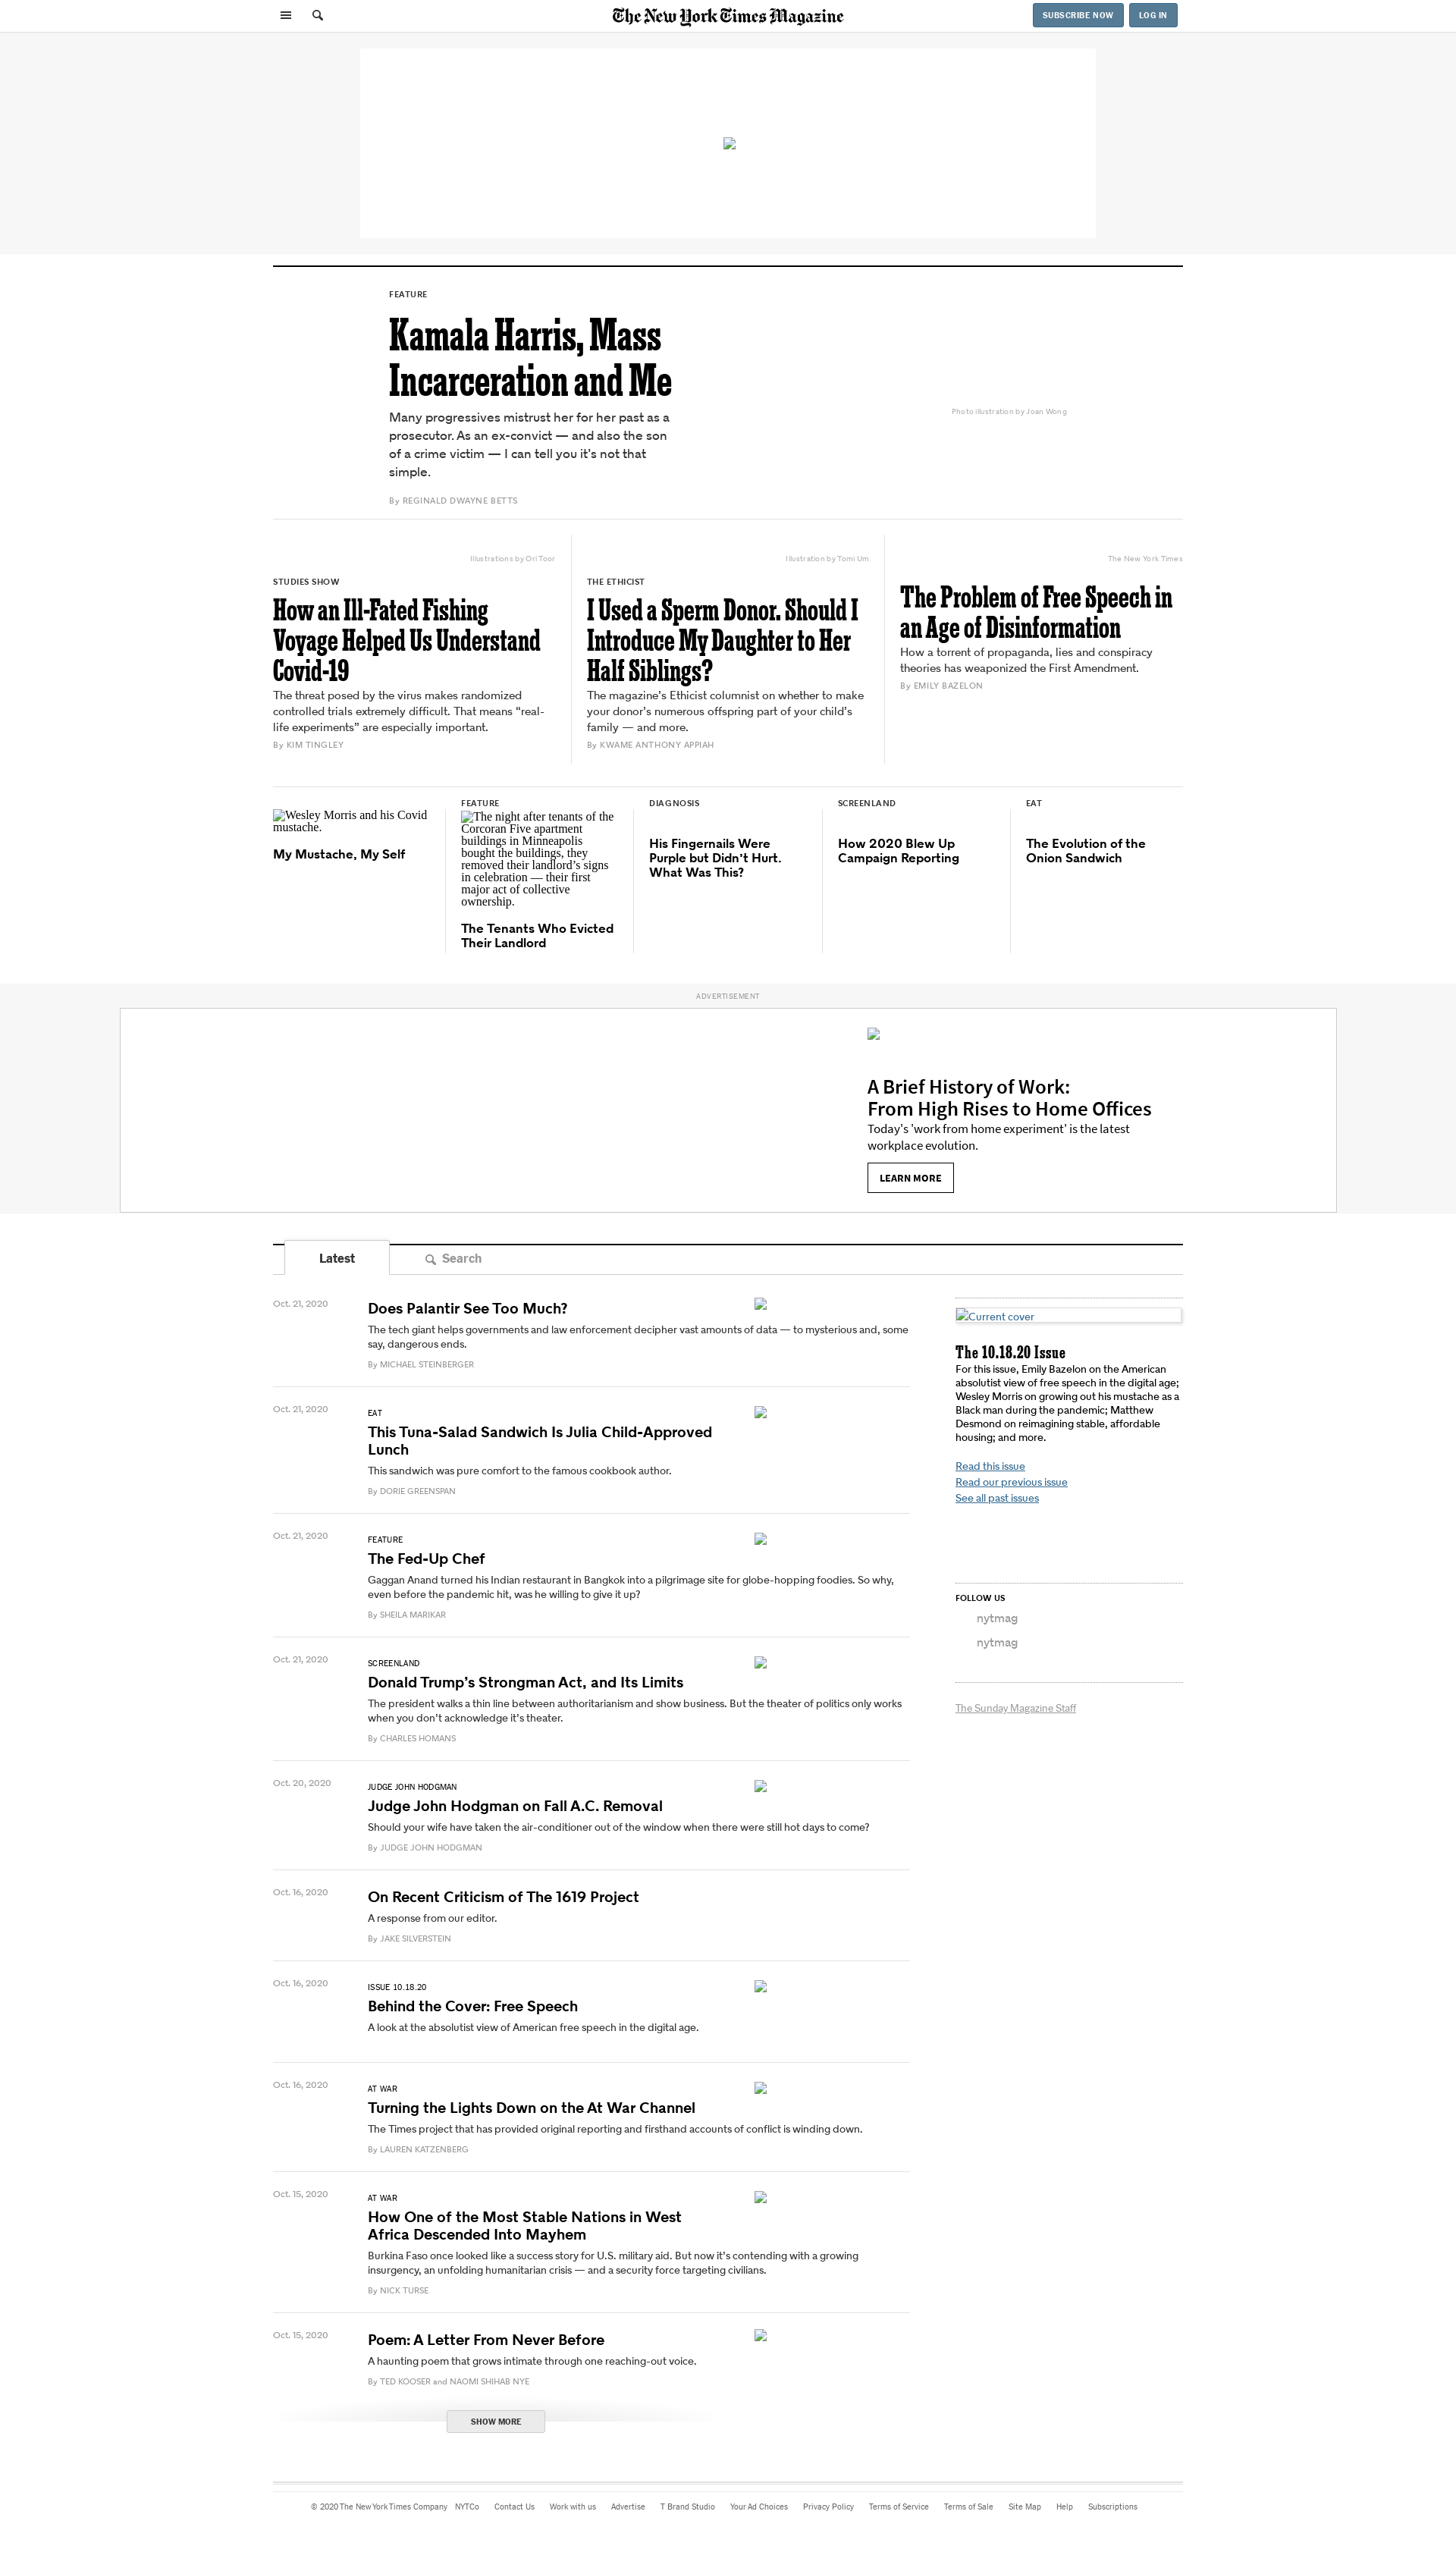 The New York Times Magazine
SUBSCRIBE NOW
LOG IN
FEATURE
Kamala Harris, Mass
Incarceration and Me
Many progressives mistrust her for her past as a
prosecutor. As an ex-convict — and also the son
of a crime victim — I can tell you it’s not that
simple.
By REGINALD DWAYNE BETTS
Photo illustration by Joan Wong
Illustrations by Ori Toor
STUDIES SHOW
How an Ill-Fated Fishing
Voyage Helped Us Understand
Covid-19
The threat posed by the virus makes randomized
controlled trials extremely difficult. That means “real-
life experiments” are especially important.
By KIM TINGLEY
Illustration by Tomi Um
THE ETHICIST
I Used a Sperm Donor. Should I
Introduce My Daughter to Her
Half Siblings?
The magazine’s Ethicist columnist on whether to make
your donor’s numerous offspring part of your child’s
family — and more.
By KWAME ANTHONY APPIAH
The New York Times
The Problem of Free Speech in
an Age of Disinformation
How a torrent of propaganda, lies and conspiracy
theories has weaponized the First Amendment.
By EMILY BAZELON
Wesley Morris and his Covid
mustache.
My Mustache, My Self
FEATURE
The night after tenants of the
Corcoran Five apartment
buildings in Minneapolis
bought the buildings, they
removed their landlord’s signs
in celebration — their first
major act of collective
ownership.
The Tenants Who Evicted
Their Landlord
DIAGNOSIS
His Fingernails Were
Purple but Didn’t Hurt.
What Was This?
SCREENLAND
How 2020 Blew Up
Campaign Reporting
EAT
The Evolution of the
Onion Sandwich
ADVERTISEMENT
A Brief History of Work:
From High Rises to Home Offices
Today's 'work from home experiment' is the latest
workplace evolution.
LEARN MORE
Latest
Search
Oct. 21, 2020
Does Palantir See Too Much?
The tech giant helps governments and law enforcement decipher vast amounts of data — to mysterious and, some
say, dangerous ends.
By MICHAEL STEINBERGER
Oct. 21, 2020
EAT
This Tuna-Salad Sandwich Is Julia Child-Approved
Lunch
This sandwich was pure comfort to the famous cookbook author.
By DORIE GREENSPAN
Oct. 21, 2020
FEATURE
The Fed-Up Chef
Gaggan Anand turned his Indian restaurant in Bangkok into a pilgrimage site for globe-hopping foodies. So why,
even before the pandemic hit, was he willing to give it up?
By SHEILA MARIKAR
Oct. 21, 2020
SCREENLAND
Donald Trump’s Strongman Act, and Its Limits
The president walks a thin line between authoritarianism and show business. But the theater of politics only works
when you don’t acknowledge it’s theater.
By CHARLES HOMANS
Oct. 20, 2020
JUDGE JOHN HODGMAN
Judge John Hodgman on Fall A.C. Removal
Should your wife have taken the air-conditioner out of the window when there were still hot days to come?
By JUDGE JOHN HODGMAN
Oct. 16, 2020
On Recent Criticism of The 1619 Project
A response from our editor.
By JAKE SILVERSTEIN
Oct. 16, 2020
ISSUE 10.18.20
Behind the Cover: Free Speech
A look at the absolutist view of American free speech in the digital age.
Oct. 16, 2020
AT WAR
Turning the Lights Down on the At War Channel
The Times project that has provided original reporting and firsthand accounts of conflict is winding down.
By LAUREN KATZENBERG
Oct. 15, 2020
AT WAR
How One of the Most Stable Nations in West
Africa Descended Into Mayhem
Burkina Faso once looked like a success story for U.S. military aid. But now it’s contending with a growing
insurgency, an unfolding humanitarian crisis — and a security force targeting civilians.
By NICK TURSE
Oct. 15, 2020
Poem: A Letter From Never Before
A haunting poem that grows intimate through one reaching-out voice.
By TED KOOSER and NAOMI SHIHAB NYE
SHOW MORE
Current cover
The 10.18.20 Issue
For this issue, Emily Bazelon on the American
absolutist view of free speech in the digital age;
Wesley Morris on growing out his mustache as a
Black man during the pandemic; Matthew
Desmond on reimagining stable, affordable
housing; and more.
Read this issue
Read our previous issue
See all past issues
FOLLOW US
nytmag
nytmag
The Sunday Magazine Staff
© 2020 The New York Times Company NYTCo Contact Us Work with us Advertise T Brand Studio Your Ad Choices Privacy Policy Terms of Service Terms of Sale Site Map Help Subscriptions